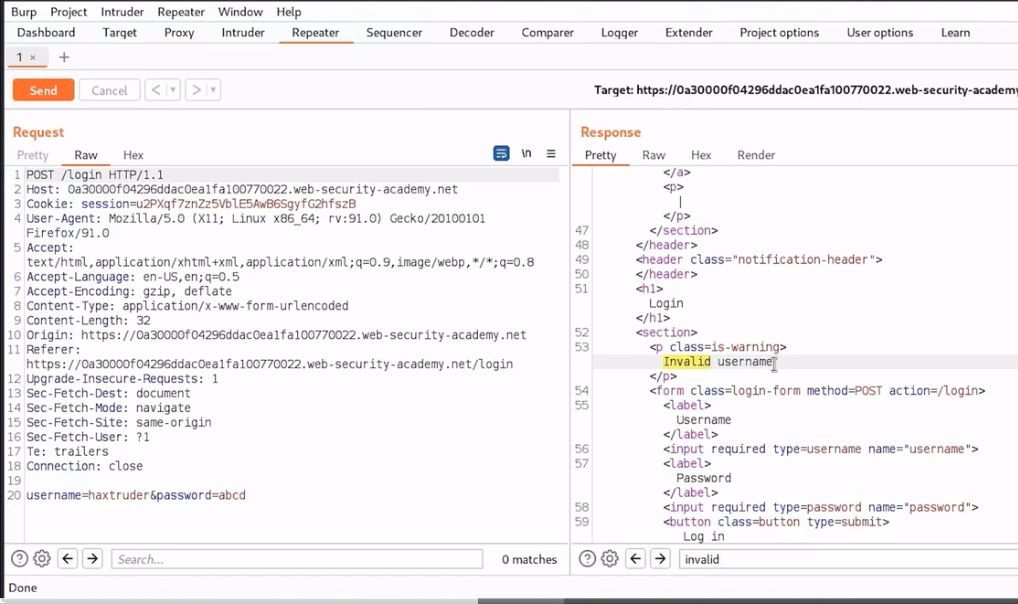 Burp Project Intruder Repeater Window Help
Dashboard Target Proxy Intruder Repeater Sequencer Decoder Comparer Logger Extender Project options User options Learn
1 × +
Send Cancel < > Target: https://0a30000f04296ddac0ea1fa100770022.web-security-academy
Request
Pretty Raw Hex \n
1 POST /login HTTP/1.1
2 Host: 0a30000f04296ddac0ea1fa100770022.web-security-academy.net
3 Cookie: session=u2PXqf7znZz5VblE5AwB6SgyfG2hfszB
4 User-Agent: Mozilla/5.0 (X11; Linux x86_64; rv:91.0) Gecko/20100101
Firefox/91.0
5 Accept:
text/html,application/xhtml+xml,application/xml;q=0.9,image/webp,*/*;q=0.8
6 Accept-Language: en-US,en;q=0.5
7 Accept-Encoding: gzip, deflate
8 Content-Type: application/x-www-form-urlencoded
9 Content-Length: 32
10 Origin: https://0a30000f04296ddac0ea1fa100770022.web-security-academy.net
11 Referer:
https://0a30000f04296ddac0ea1fa100770022.web-security-academy.net/login
12 Upgrade-Insecure-Requests: 1
13 Sec-Fetch-Dest: document
14 Sec-Fetch-Mode: navigate
15 Sec-Fetch-Site: same-origin
16 Sec-Fetch-User: ?1
17 Te: trailers
18 Connection: close
19
20 username=haxtruder&password=abcd
Search... 0 matches
Response
Pretty Raw Hex Render
</a>
<p>
|
</p>
47 </section>
48 </header>
49 <header class="notification-header">
50 </header>
51 <h1>
Login
</h1>
52 <section>
53 <p class=is-warning>
Invalid username
</p>
54 <form class=login-form method=POST action=/login>
55 <label>
Username
</label>
56 <input required type=username name="username">
57 <label>
Password
</label>
58 <input required type=password name="password">
59 <button class=button type=submit>
Log in
invalid
Done